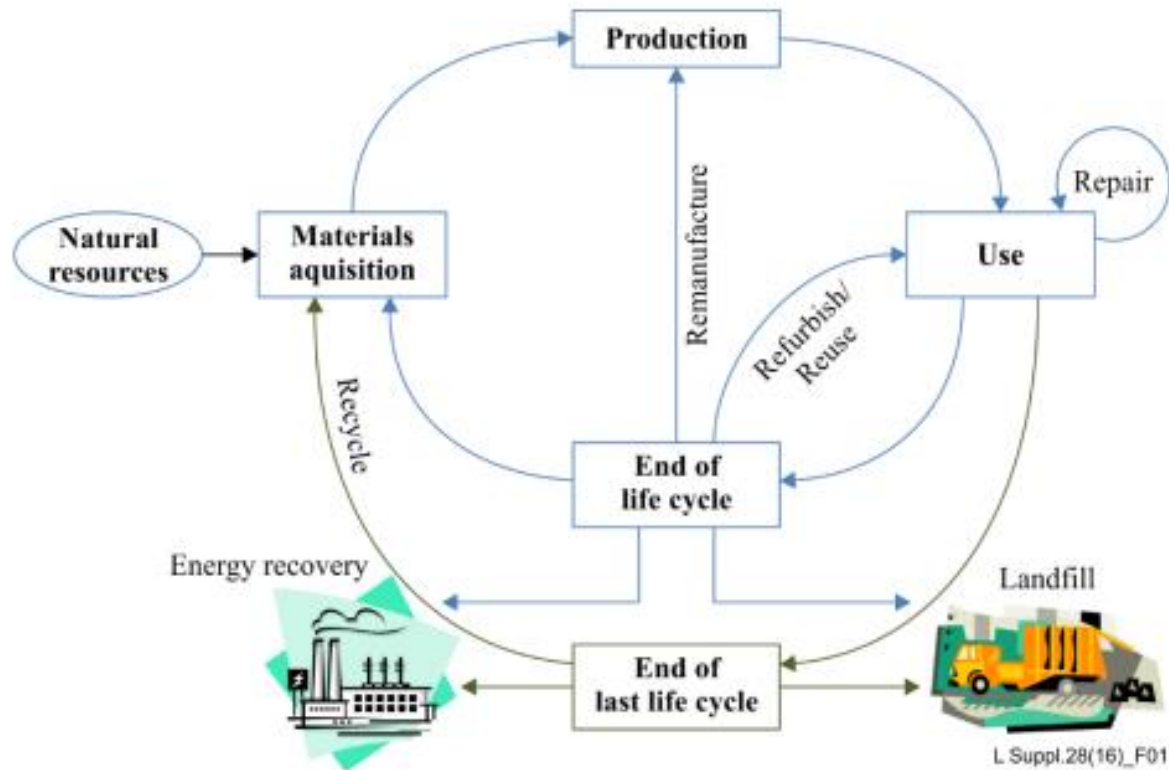 Production
Repair
Natural
resources
Materials
aquisition
Remanufacture
Use
Refurbish/
Reuse
Recycle
End of
life cycle
Energy recovery
Landfill
End of
last life cycle
L Suppl.28(16)_F01